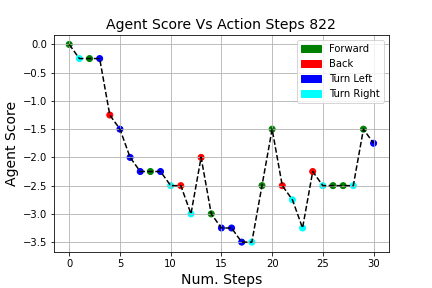 Agent Score Vs Action Steps 822
Forward
Back
Turn Left
Turn Right
Agent Score
0.0
−0.5
−1.0
−1.5
−2.0
−2.5
−3.0
−3.5
0 5 10 15 20 25 30
Num. Steps